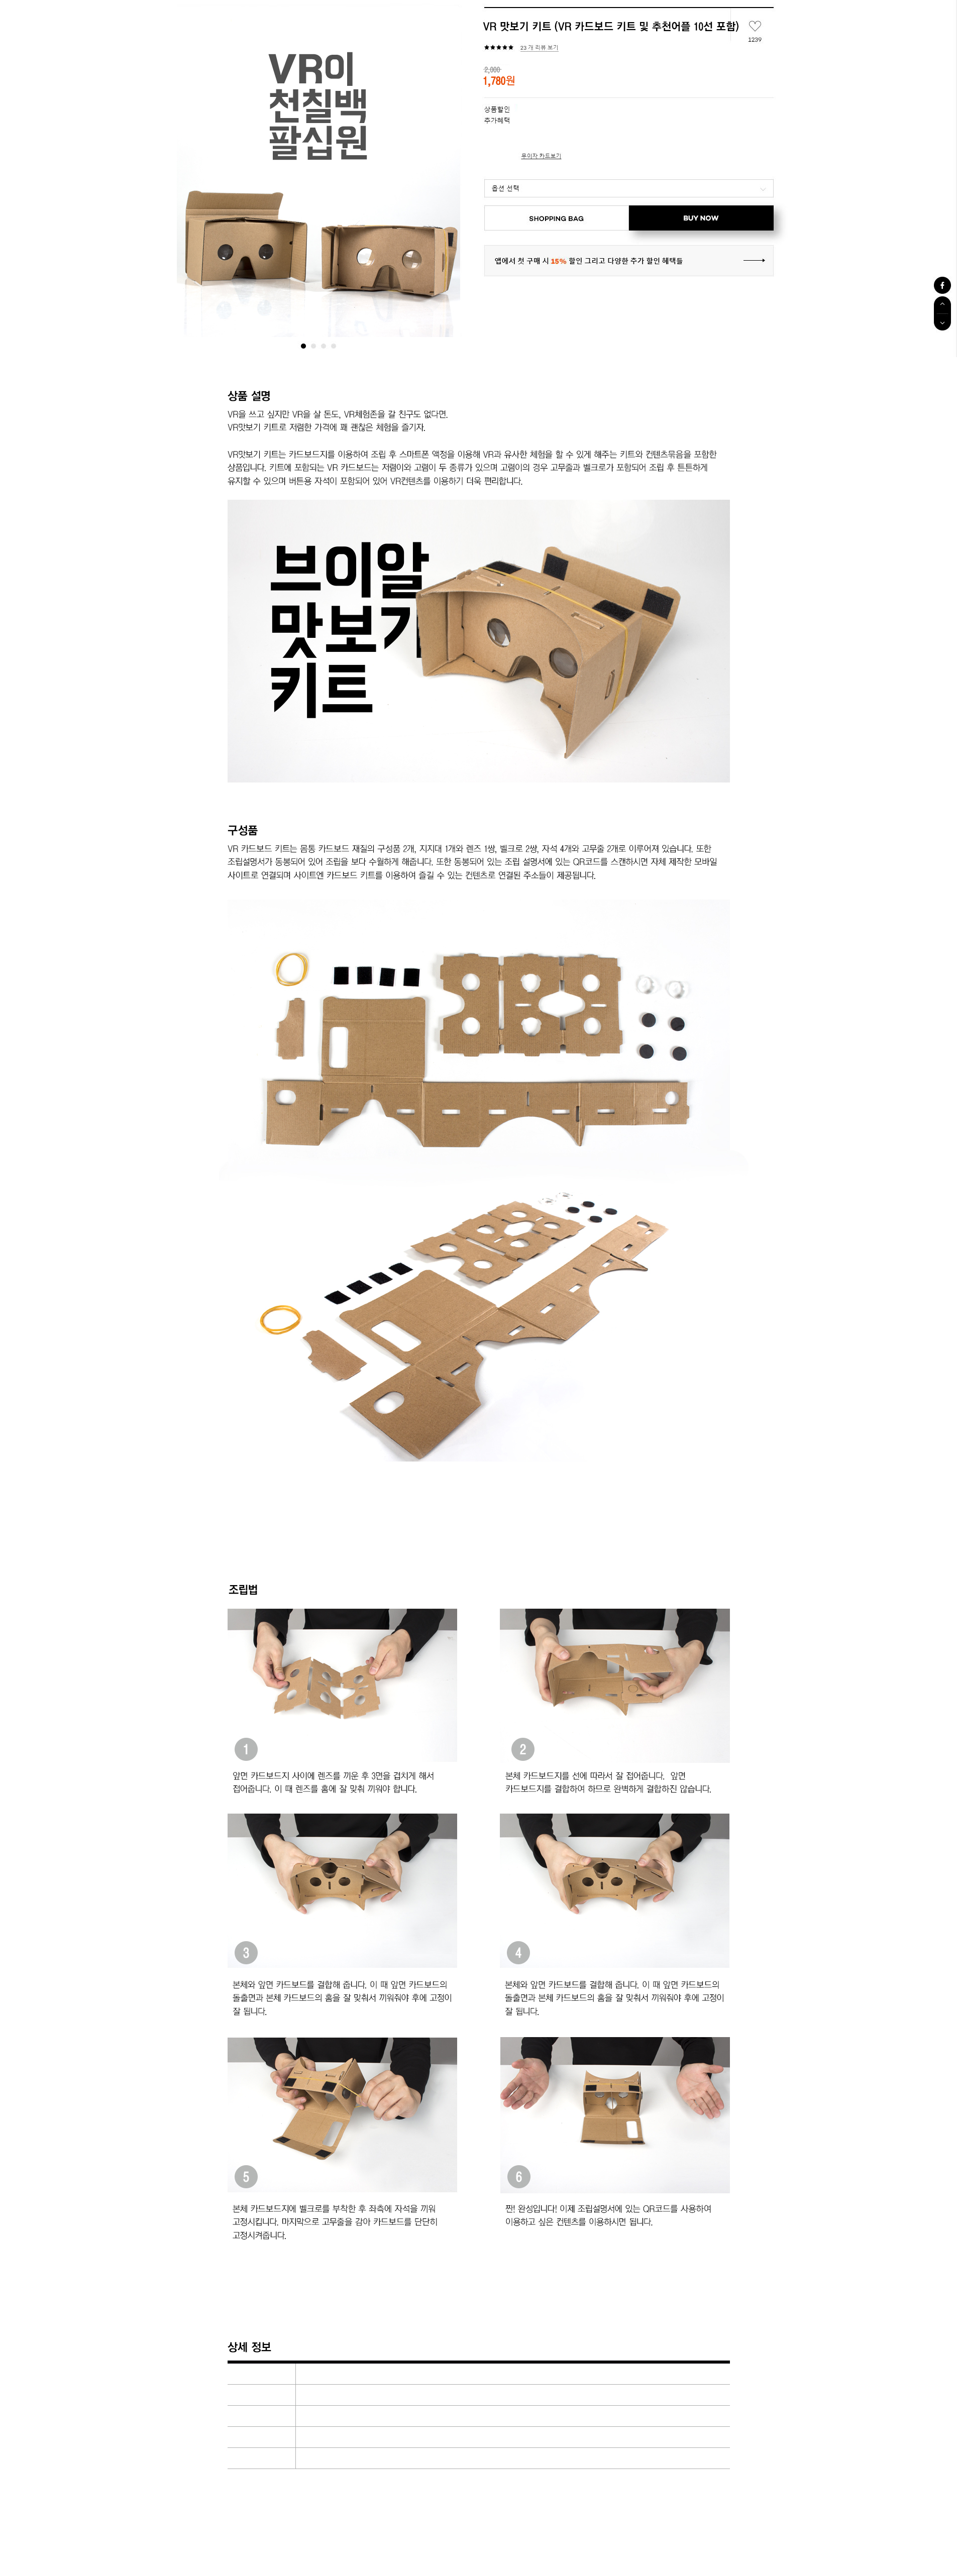 VR 맛보기 키트 (VR 카드보드 키트 및 추천어플 10선 포함)
1239
★★★★★ 23 개 리뷰 보기
2,000
1,780원
상품할인
추가혜택
무이자 카드보기
옵션 선택
SHOPPING BAG
BUY NOW
앱에서 첫 구매 시 15% 할인 그리고 다양한 추가 할인 혜택들
VR이
천칠백
팔십원
상품 설명
VR을 쓰고 싶지만 VR을 살 돈도, VR체험존을 갈 친구도 없다면.
VR맛보기 키트로 저렴한 가격에 꽤 괜찮은 체험을 즐기자.
VR맛보기 키트는 카드보드지를 이용하여 조립 후 스마트폰 액정을 이용해 VR과 유사한 체험을 할 수 있게 해주는 키트와 컨텐츠묶음을 포함한
상품입니다. 키트에 포함되는 VR 카드보드는 저렴이와 고렴이 두 종류가 있으며 고렴이의 경우 고무줄과 벨크로가 포함되어 조립 후 튼튼하게
유지할 수 있으며 버튼용 자석이 포함되어 있어 VR컨텐츠를 이용하기 더욱 편리합니다.
브이알
맛보기
키트
구성품
VR 카드보드 키트는 몸통 카드보드 재질의 구성품 2개, 지지대 1개와 렌즈 1쌍, 벨크로 2쌍, 자석 4개와 고무줄 2개로 이루어져 있습니다. 또한
조립설명서가 동봉되어 있어 조립을 보다 수월하게 해줍니다. 또한 동봉되어 있는 조립 설명서에 있는 QR코드를 스캔하시면 자체 제작한 모바일
사이트로 연결되며 사이트엔 카드보드 키트를 이용하여 즐길 수 있는 컨텐츠로 연결된 주소들이 제공됩니다.
조립법
1
앞면 카드보드지 사이에 렌즈를 끼운 후 3면을 겹치게 해서
접어줍니다. 이 때 렌즈를 홈에 잘 맞춰 끼워야 합니다.
2
본체 카드보드지를 선에 따라서 잘 접어줍니다. 앞면
카드보드지를 결합하여 하므로 완벽하게 결합하진 않습니다.
3
본체와 앞면 카드보드를 결합해 줍니다. 이 때 앞면 카드보드의
돌출면과 본체 카드보드의 홈을 잘 맞춰서 끼워줘야 후에 고정이
잘 됩니다.
4
본체와 앞면 카드보드를 결합해 줍니다. 이 때 앞면 카드보드의
돌출면과 본체 카드보드의 홈을 잘 맞춰서 끼워줘야 후에 고정이
잘 됩니다.
5
본체 카드보드지에 벨크로를 부착한 후 좌측에 자석을 끼워
고정시킵니다. 마지막으로 고무줄을 감아 카드보드를 단단히
고정시켜줍니다.
6
짠! 완성입니다! 이제 조립설명서에 있는 QR코드를 사용하여
이용하고 싶은 컨텐츠를 이용하시면 됩니다.
상세 정보